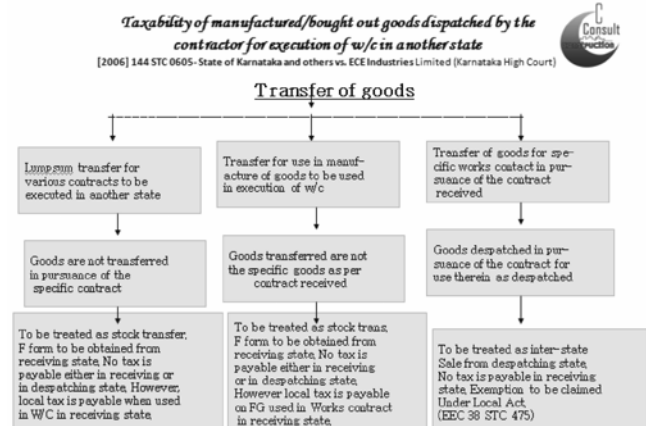 Taxability of manufactured/bought out goods dispatched by the
contractor for execution of w/c in another state
[2006] 144 STC 0605- State of Karnataka and others vs. ECE Industries Limited (Karnataka High Court)
C
Consult
Construction
Transfer of goods
Lumpsum transfer for
various contracts to be
executed in another state
Transfer for use in manu-
facture of goods to be used
in execution of w/c
Transfer of goods for spe-
cific works contact in pur-
suance of the contract
received
Goods are not transferred
in pursuance of the
specific contract
Goods transferred are not
the specific goods as per
contract received
Goods despatched in pur-
suance of the contract for
use therein as despatched
To be treated as stock transfer.
F form to be obtained from
receiving state. No tax is
payable either in receiving or
in despatching state. However,
local tax is payable when used
in W/C in receiving state.
To be treated as stock trans.
F form to be obtained from
receiving state. No tax is
payable either in receiving
or in despatching state.
However local tax is payable
on FG used in Works contract
in receiving state.
To be treated as inter-state
Sale from despatching state.
No tax is payable in receiving
state. Exemption to be claimed
Under Local Act.
(EEC 38 STC 475)